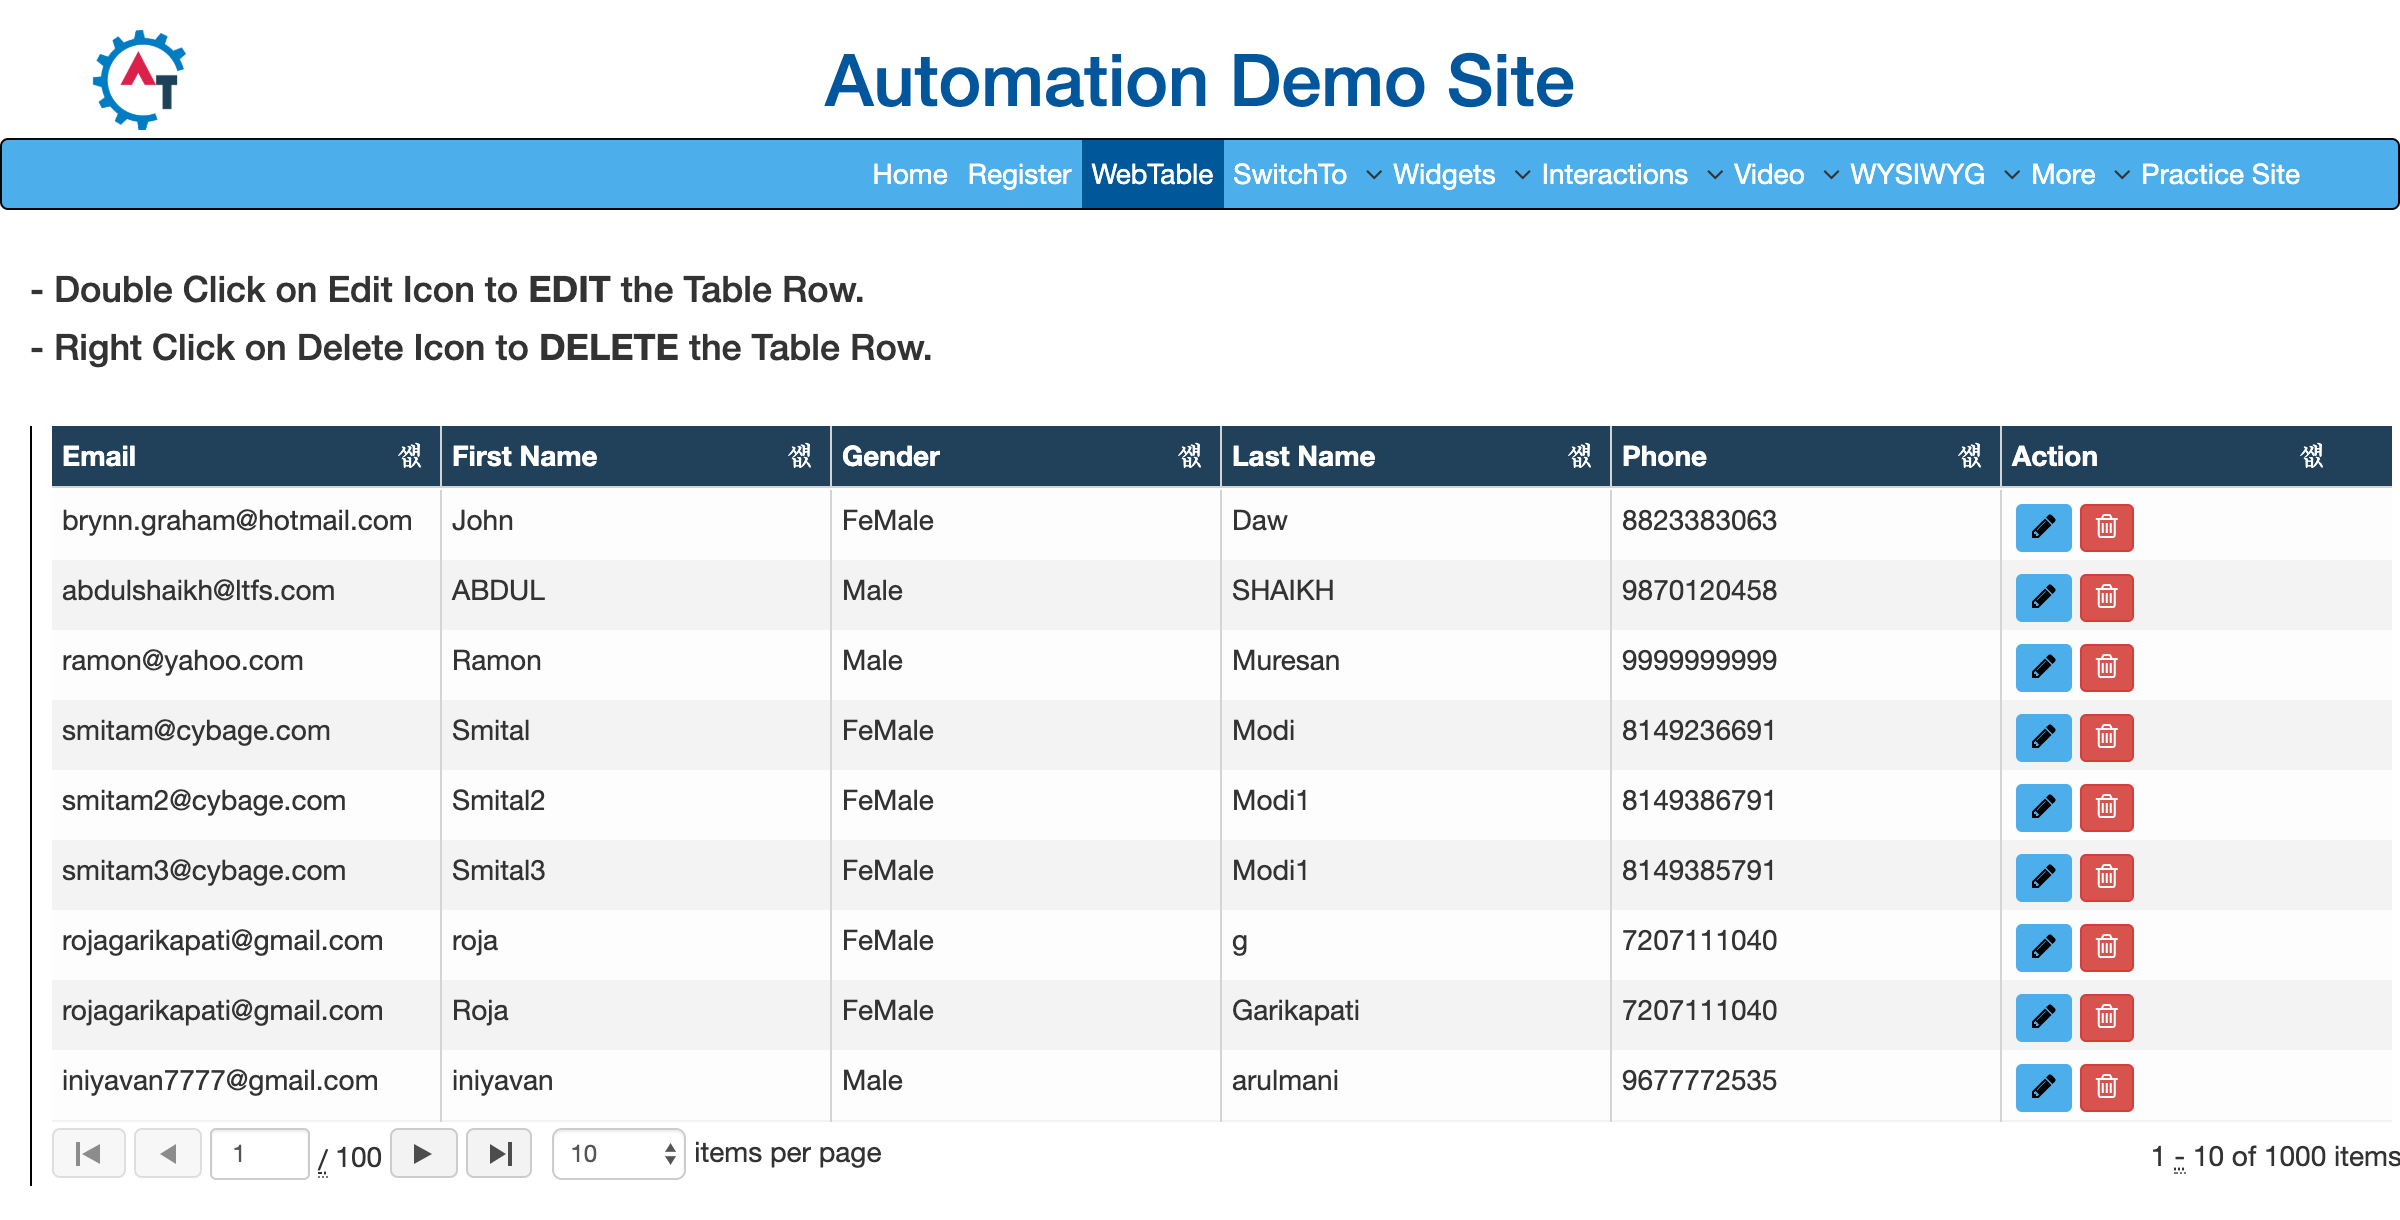 AT
Automation Demo Site
Home Register WebTable SwitchTo Widgets Interactions Video WYSIWYG More Practice Site
- Double Click on Edit Icon to EDIT the Table Row.
- Right Click on Delete Icon to DELETE the Table Row.
Email First Name Gender Last Name Phone Action
brynn.graham@hotmail.com John FeMale Daw 8823383063
abdulshaikh@ltfs.com ABDUL Male SHAIKH 9870120458
ramon@yahoo.com Ramon Male Muresan 9999999999
smitam@cybage.com Smital FeMale Modi 8149236691
smitam2@cybage.com Smital2 FeMale Modi1 8149386791
smitam3@cybage.com Smital3 FeMale Modi1 8149385791
rojagarikapati@gmail.com roja FeMale g 7207111040
rojagarikapati@gmail.com Roja FeMale Garikapati 7207111040
iniyavan7777@gmail.com iniyavan Male arulmani 9677772535
1 / 100 10 items per page 1 - 10 of 1000 items